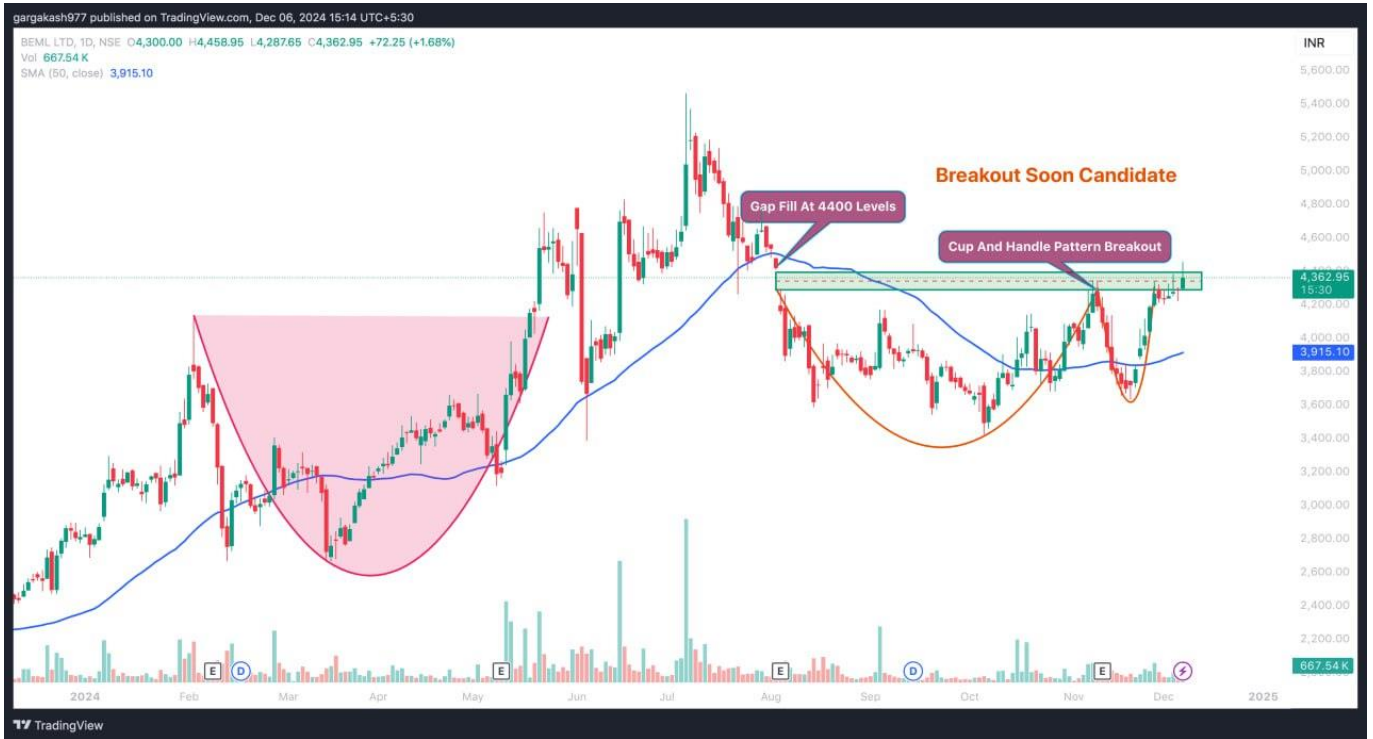 gargakash977 published on TradingView.com, Dec 06, 2024 15:14 UTC+5:30
BEML LTD, 1D, NSE O4,300.00 H4,458.95 L4,287.65 C4,362.95 +72.25 (+1.68%)
Vol 667.54 K
SMA (50, close) 3,915.10
INR
5,600.00
5,400.00
5,200.00
Breakout Soon Candidate
5,000.00
Gap Fill At 4400 Levels
4,800.00
4,600.00
Cup And Handle Pattern Breakout
4,362.95
15:30
4,200.00
4,000.00
3,915.10
3,800.00
3,600.00
3,400.00
3,200.00
3,000.00
2,800.00
2,600.00
2,400.00
2,200.00
667.54 K
E D E E D E
2024 Feb Mar Apr May Jun Jul Aug Sep Oct Nov Dec 2025
TradingView